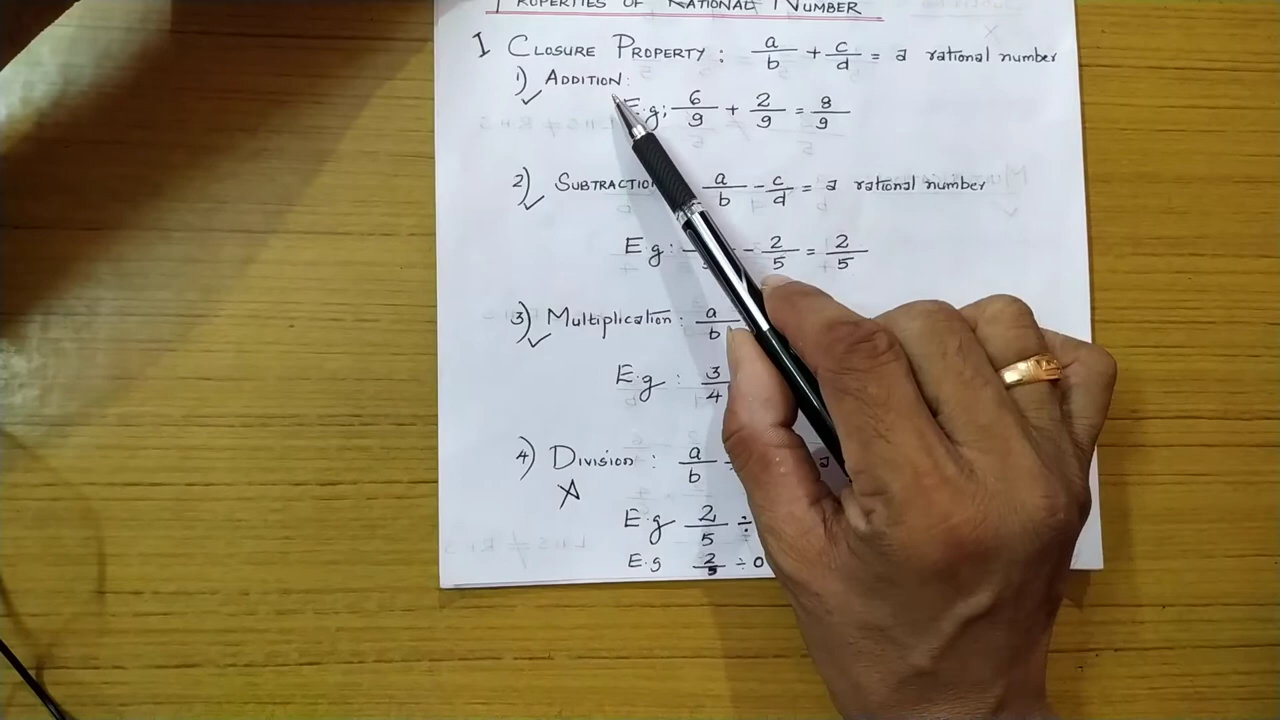 PROPERTIES OF RATIONAL NUMBER
I CLOSURE PROPERTY : a/b + c/d = a rational number
1) ADDITION:
E.g; 6/9 + 2/9 = 8/9
2) SUBTRACTION a/b - c/d = a rational number
E.g: - 2/5 = 2/5
3) Multiplication : a/b
E.g : 3/4
4) Division : a/b a
E.g 2/5 ÷
E.g 2/5 ÷ 0